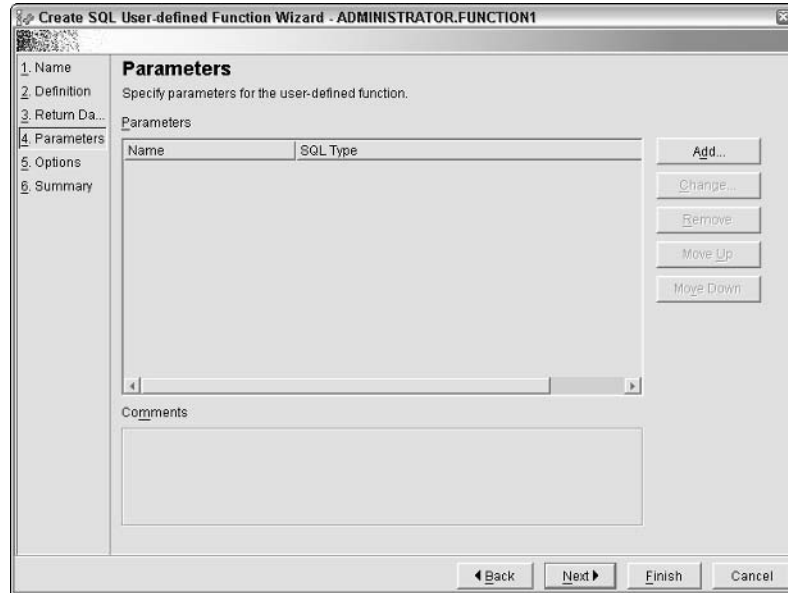 Create SQL User-defined Function Wizard - ADMINISTRATOR.FUNCTION1
1. Name
2. Definition
3. Return Da...
4. Parameters
5. Options
6. Summary
Parameters
Specify parameters for the user-defined function.
Parameters
Name SQL Type
Add...
Change...
Remove
Move Up
Move Down
Comments
Back Next Finish Cancel